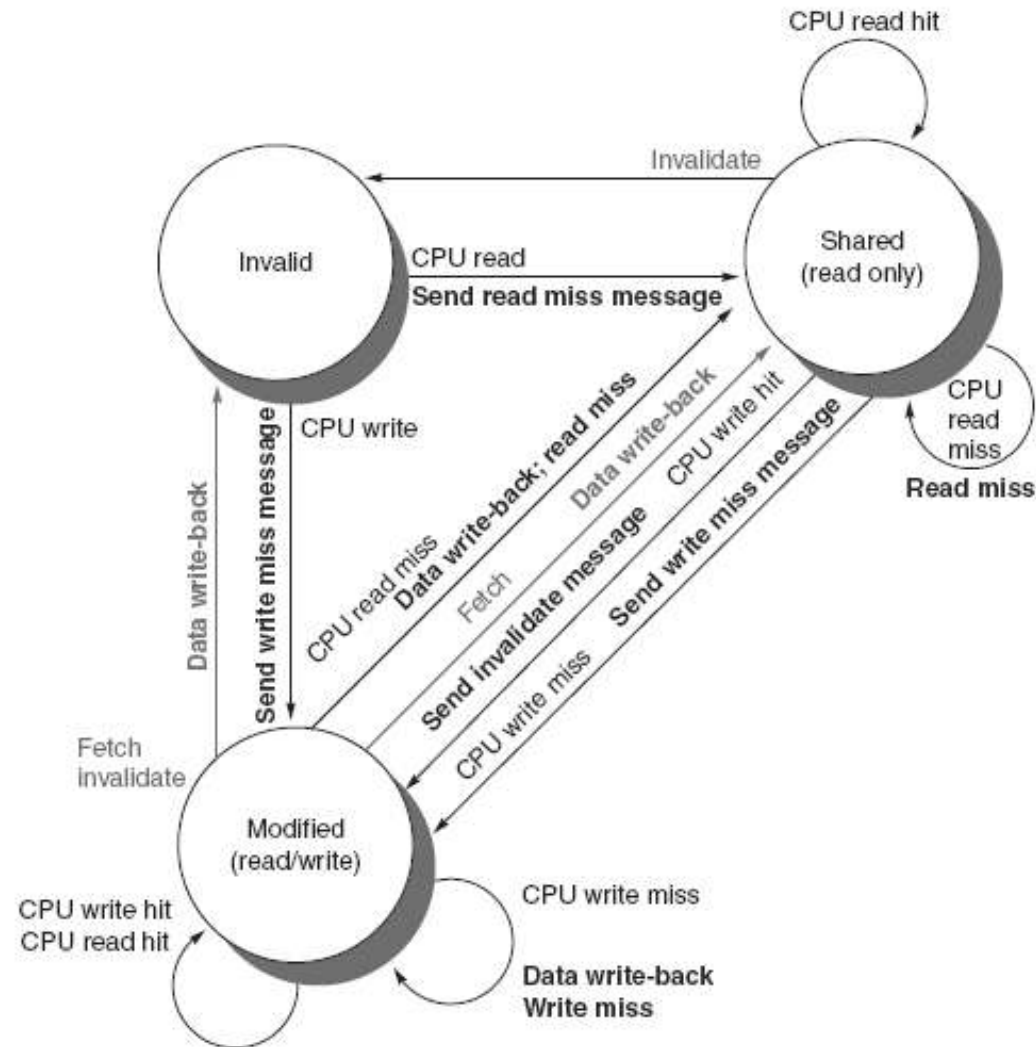 CPU read hit
Invalidate
Invalid
Shared
(read only)
CPU read
Send read miss message
CPU write
Send write miss message
Data write-back
Fetch
invalidate
CPU read miss
Data write-back; read miss
Fetch
Data write-back
Send invalidate message
CPU write hit
CPU write miss
Send write miss message
CPU
read
miss
Read miss
Modified
(read/write)
CPU write hit
CPU read hit
CPU write miss
Data write-back
Write miss